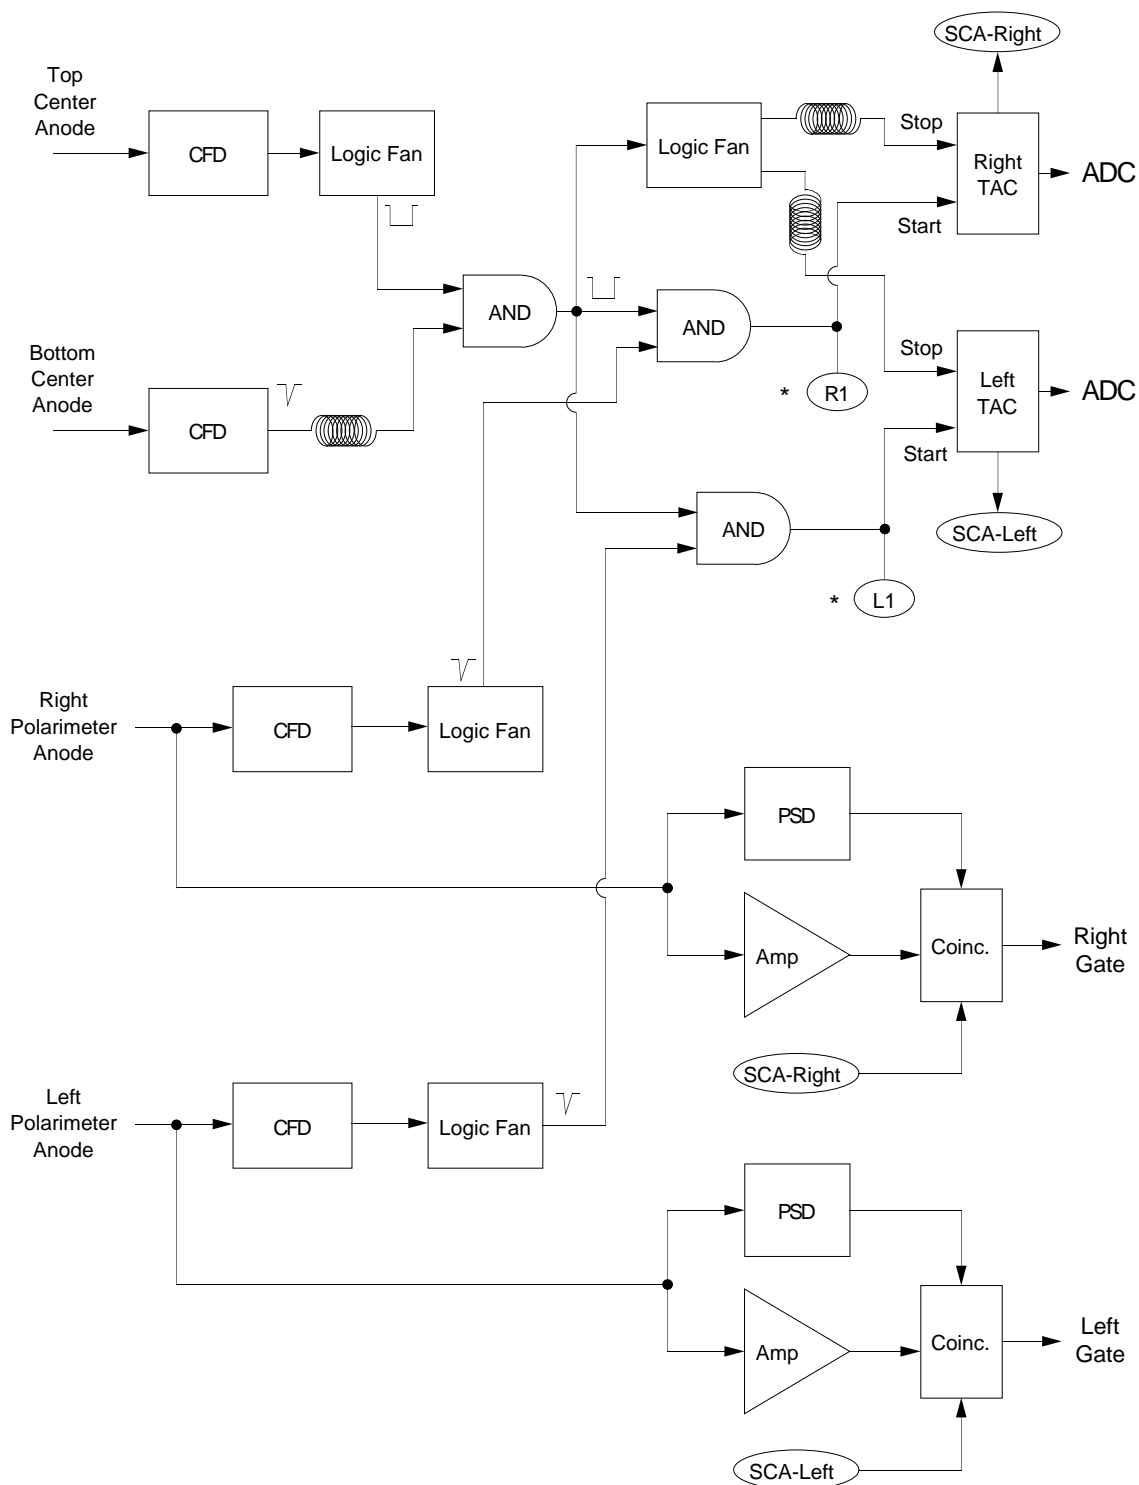 SCA-Right
Top
Center
Anode
CFD
Logic Fan
Logic Fan
Stop
Right
TAC
ADC
Start
AND
AND
Bottom
Center
Anode
CFD
* R1
Stop
Left
TAC
ADC
Start
AND
SCA-Left
* L1
Right
Polarimeter
Anode
CFD
Logic Fan
PSD
Amp
Coinc.
Right
Gate
SCA-Right
Left
Polarimeter
Anode
CFD
Logic Fan
PSD
Amp
Coinc.
Left
Gate
SCA-Left